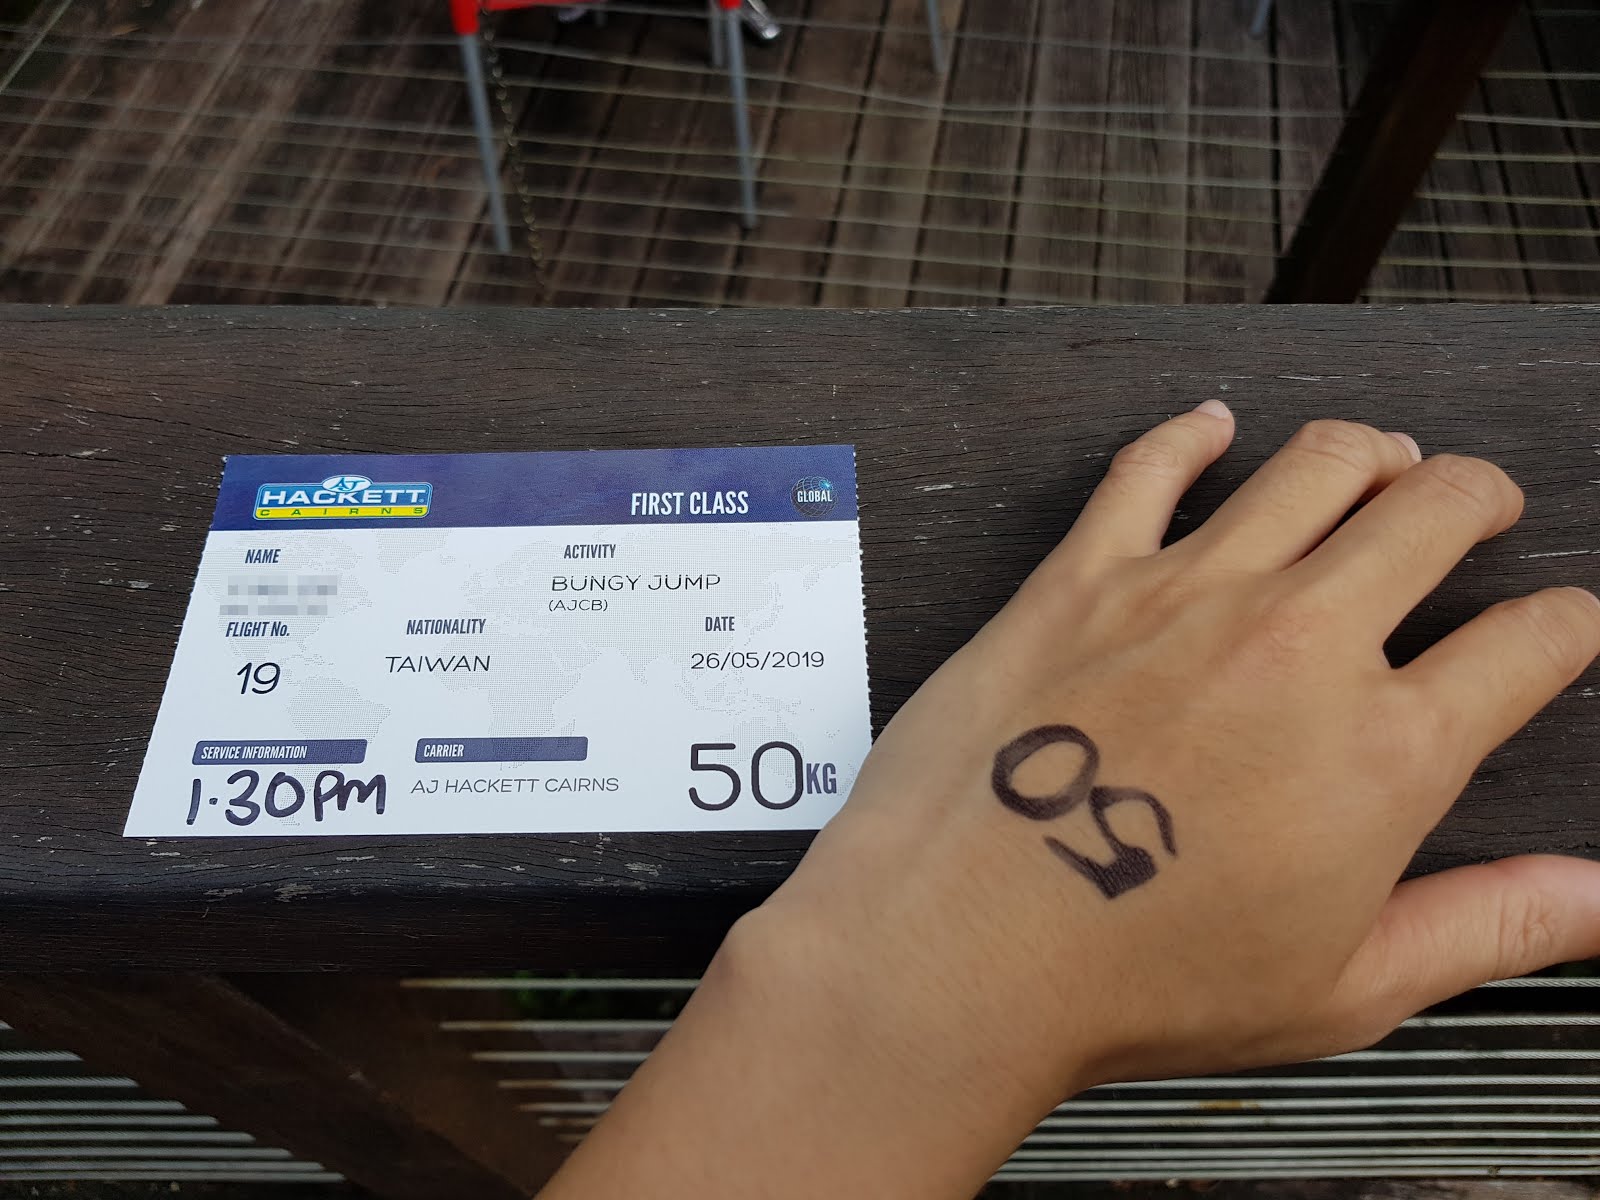 AJ
HACKETT
CAIRNS
FIRST CLASS
GLOBAL
NAME
ACTIVITY
BUNGY JUMP
(AJCB)
FLIGHT No.
NATIONALITY
DATE
19
TAIWAN
26/05/2019
SERVICE INFORMATION
CARRIER
1.30PM
AJ HACKETT CAIRNS
50KG
50